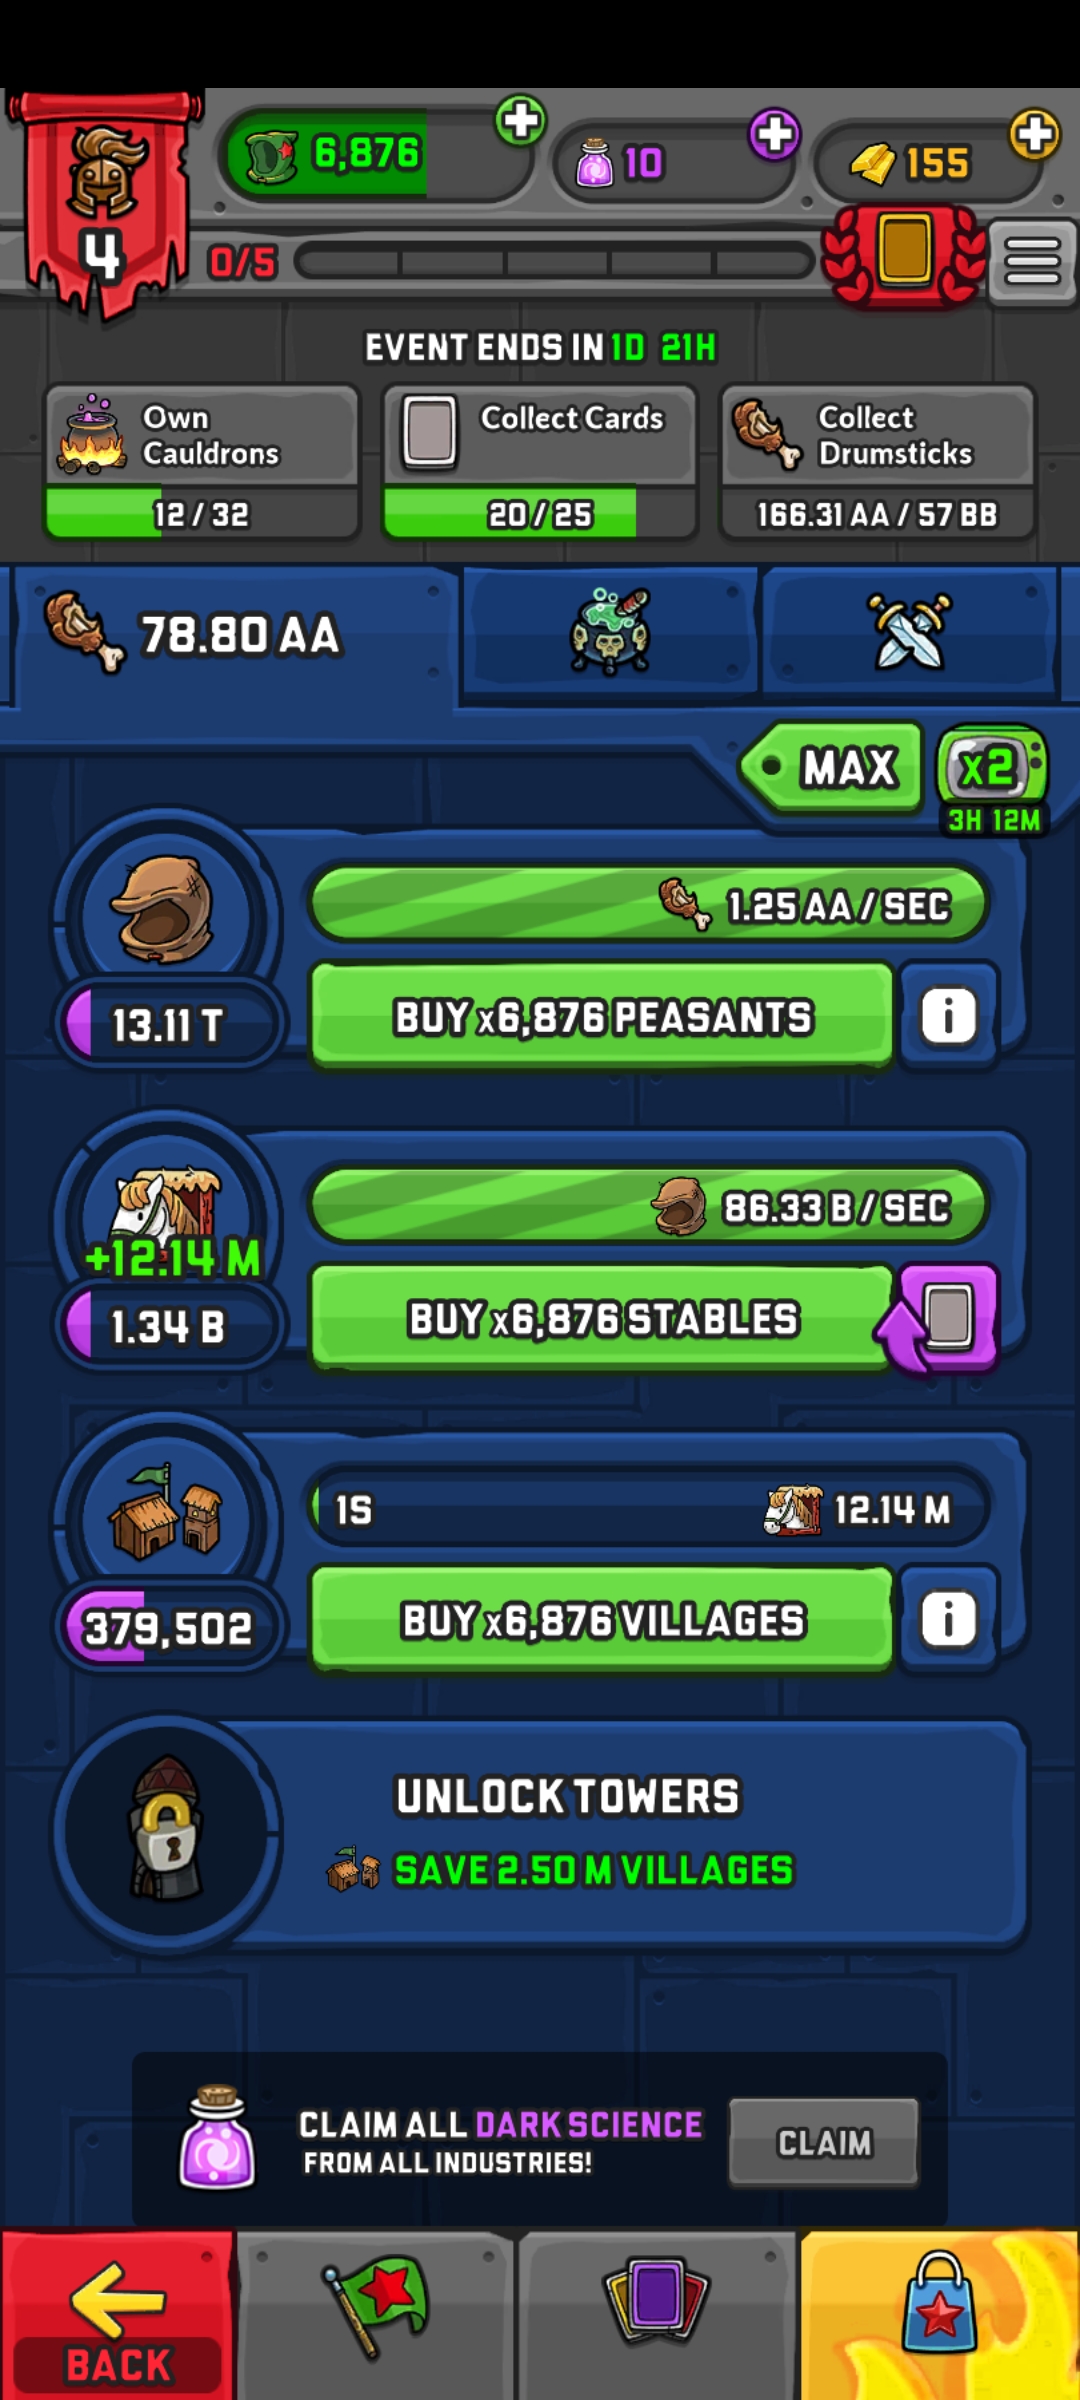 6,876
10
155
4
0/5
EVENT ENDS IN 1D 21H
Own Cauldrons
12 / 32
Collect Cards
20 / 25
Collect Drumsticks
166.31 AA / 57 BB
78.80 AA
MAX
x2
3H 12M
1.25 AA / SEC
13.11 T
BUY x6,876 PEASANTS
i
86.33 B / SEC
+12.14 M
1.34 B
BUY x6,876 STABLES
1S
12.14 M
379,502
BUY x6,876 VILLAGES
i
UNLOCK TOWERS
SAVE 2.50 M VILLAGES
CLAIM ALL DARK SCIENCE
FROM ALL INDUSTRIES!
CLAIM
BACK